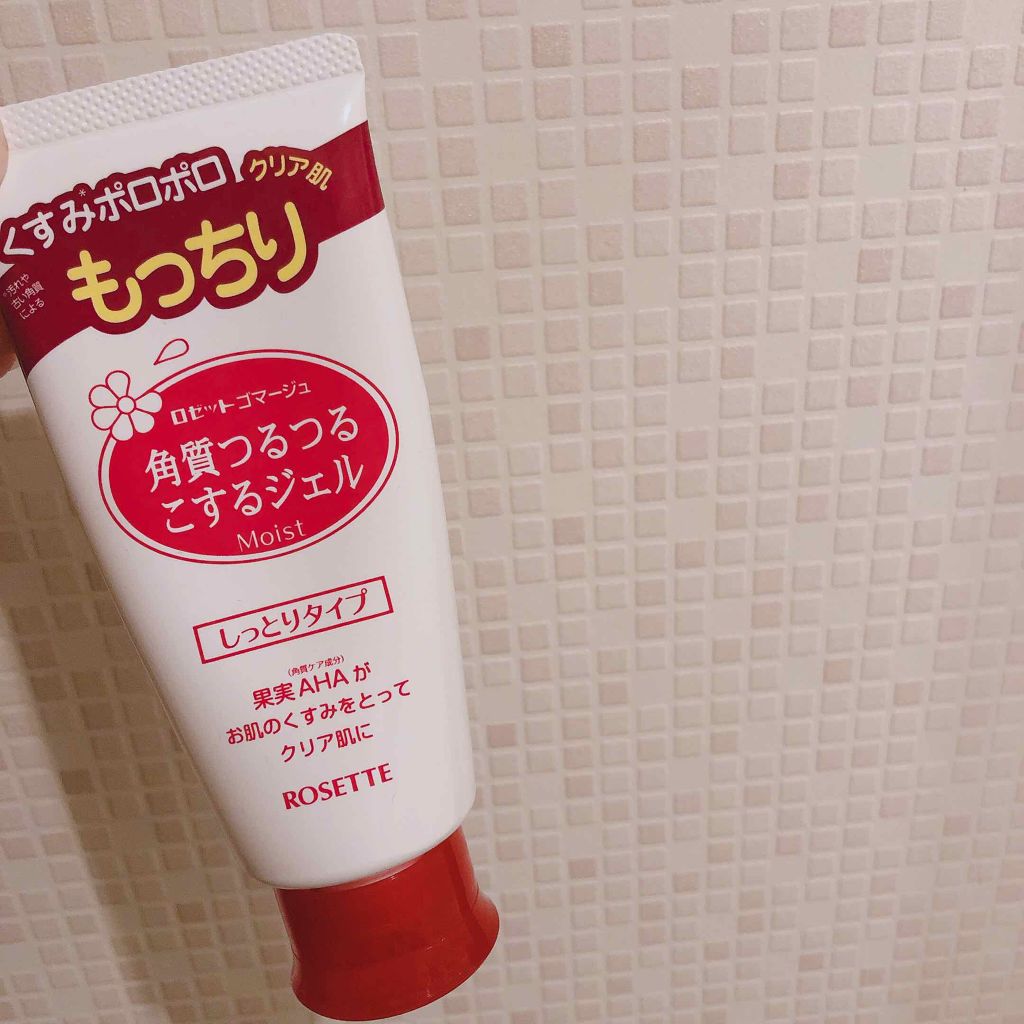 くすみ*ポロポロ
クリア肌
もっちり
*汚れや
古い角質
による
ロゼットゴマージュ
角質つるつる
こするジェル
Moist
しっとりタイプ
(角質ケア成分)
果実AHAが
お肌のくすみをとって
クリア肌に
ROSETTE